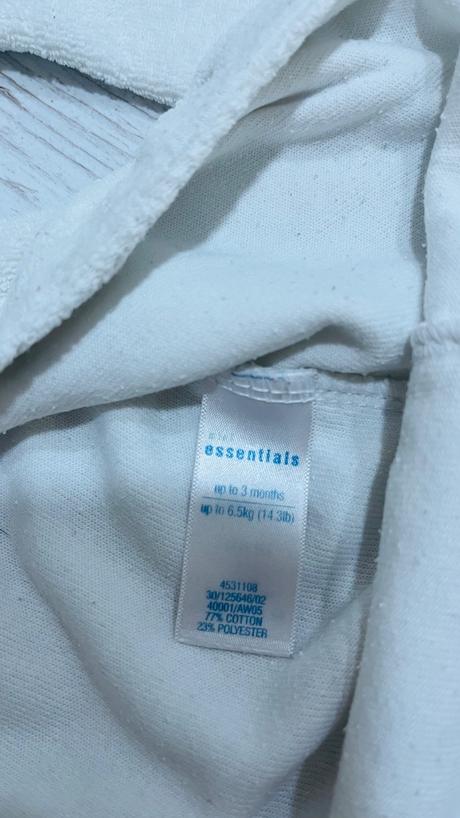 mini
essentials
up to 3 months
up to 6.5kg (14.3lb)
4531108
30/125646/02
40001/AW05
77% COTTON
23% POLYESTER